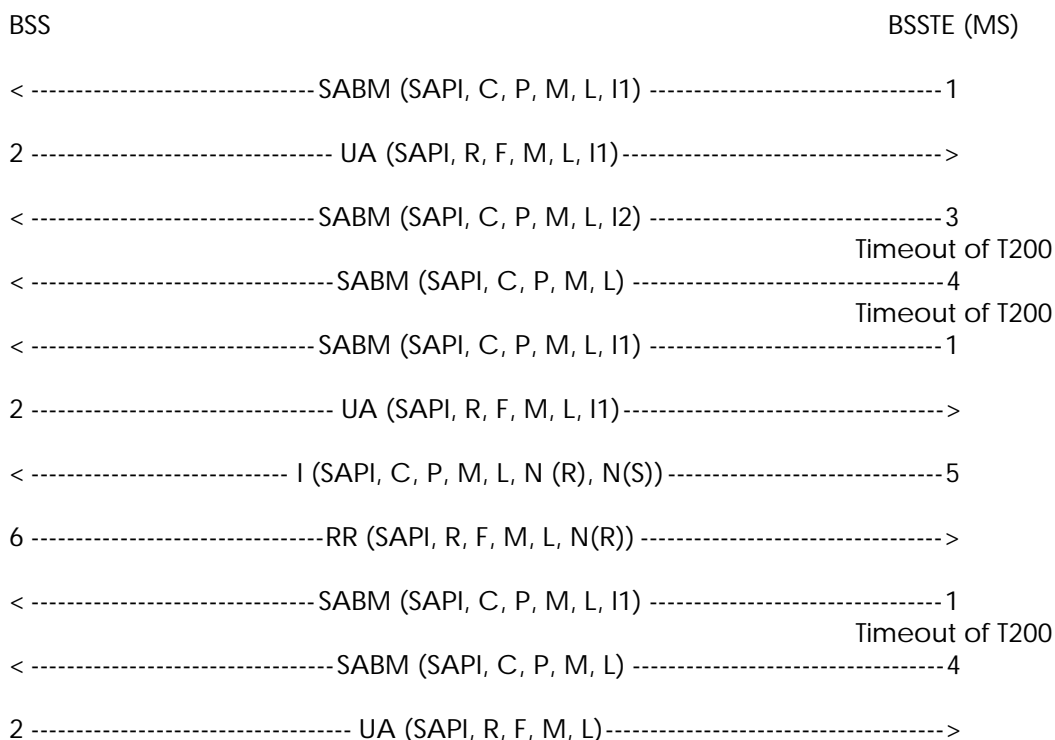 BSS BSSTE (MS)
< --------------------------------- SABM (SAPI, C, P, M, L, I1) ---------------------------------- 1
2 ----------------------------------- UA (SAPI, R, F, M, L, I1) ------------------------------------- >
< --------------------------------- SABM (SAPI, C, P, M, L, I2) ---------------------------------- 3
Timeout of T200
< -----------------------------------SABM (SAPI, C, P, M, L) ------------------------------------ 4
Timeout of T200
< --------------------------------- SABM (SAPI, C, P, M, L, I1) ---------------------------------- 1
2 ----------------------------------- UA (SAPI, R, F, M, L, I1) ------------------------------------- >
< ------------------------------ I (SAPI, C, P, M, L, N (R), N(S)) -------------------------------- 5
6 ----------------------------------RR (SAPI, R, F, M, L, N(R)) ----------------------------------- >
< --------------------------------- SABM (SAPI, C, P, M, L, I1) ---------------------------------- 1
Timeout of T200
< -----------------------------------SABM (SAPI, C, P, M, L) ------------------------------------ 4
2 ------------------------------------- UA (SAPI, R, F, M, L) --------------------------------------- >